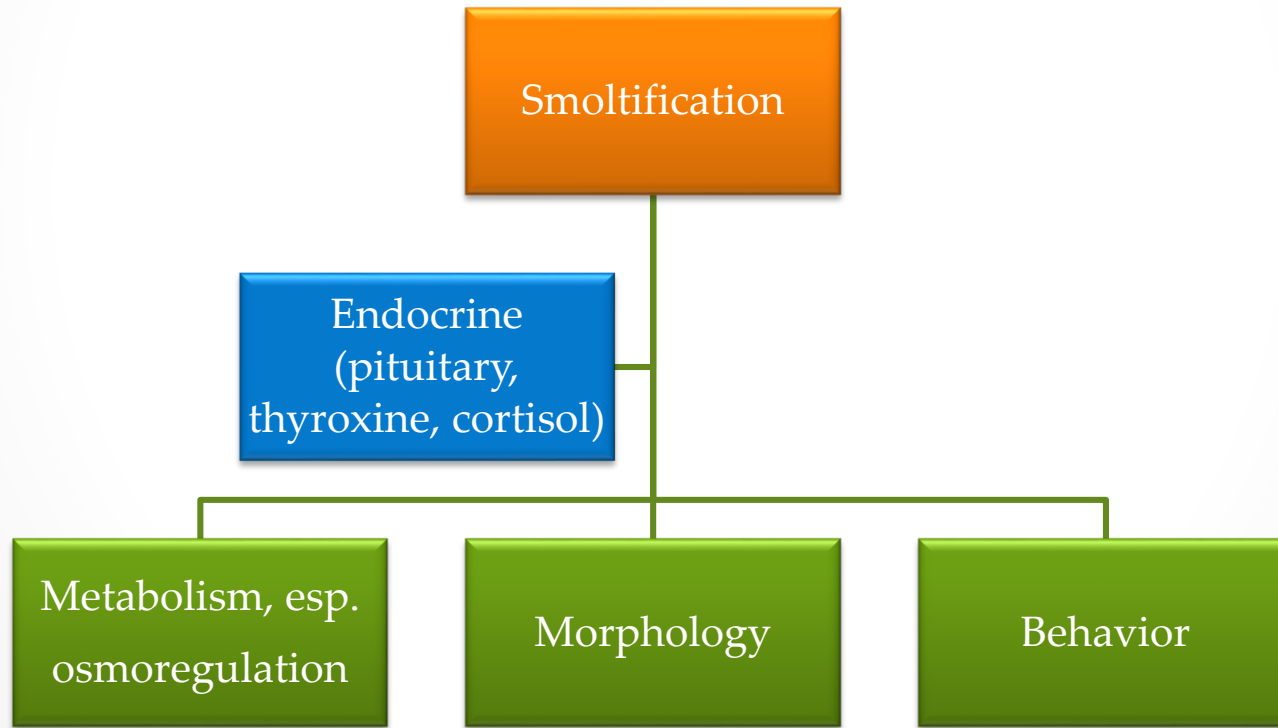 Smoltification
Endocrine
(pituitary,
thyroxine, cortisol)
Metabolism, esp.
osmoregulation
Morphology
Behavior